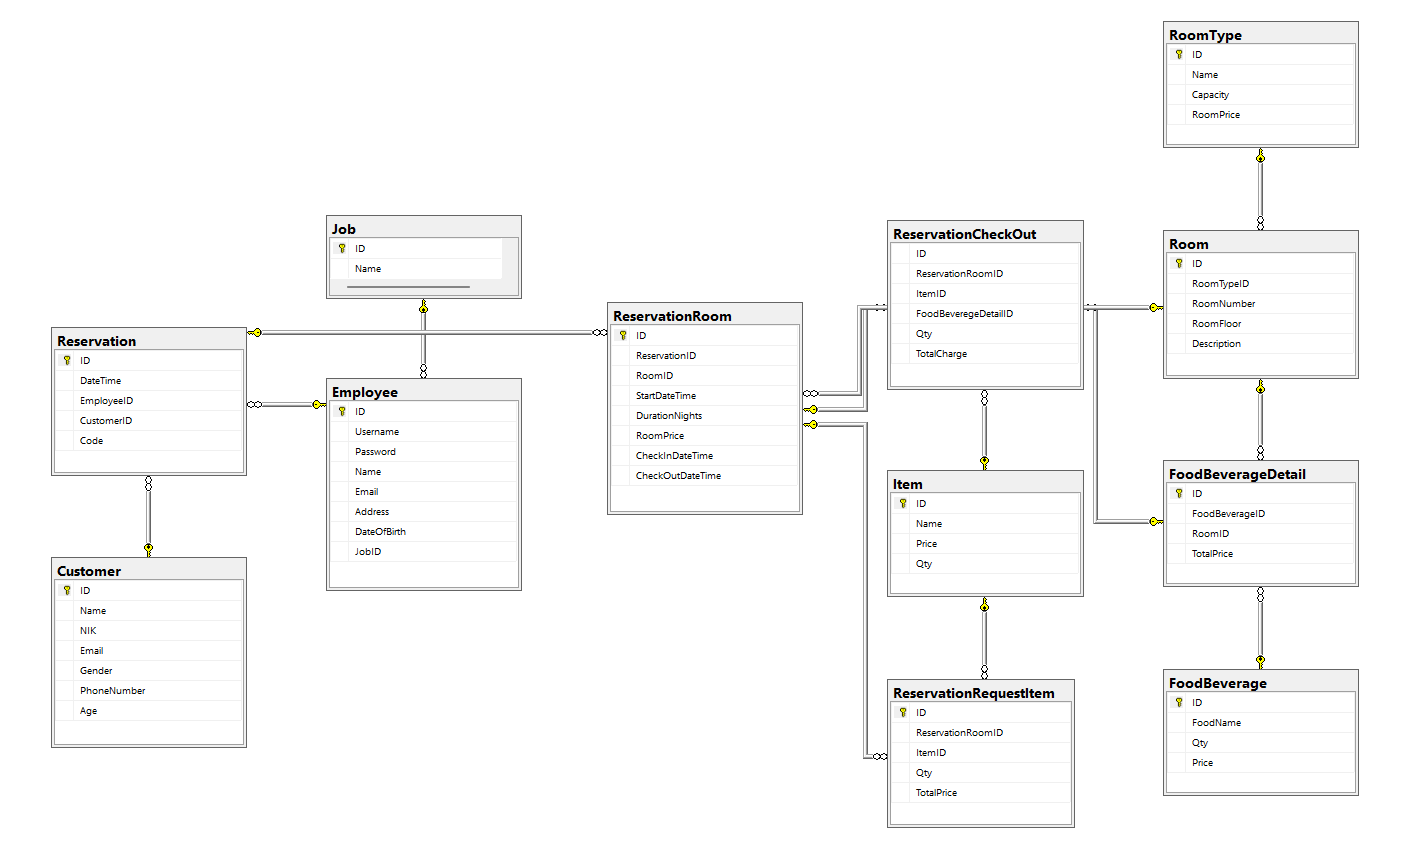 RoomType
ID
Name
Capacity
RoomPrice
Job
ID
Name
ReservationCheckOut
ID
ReservationRoomID
ItemID
FoodBeveregeDetailID
Qty
TotalCharge
Room
ID
RoomTypeID
RoomNumber
RoomFloor
Description
Reservation
ID
DateTime
EmployeeID
CustomerID
Code
Employee
ID
Username
Password
Name
Email
Address
DateOfBirth
JobID
ReservationRoom
ID
ReservationID
RoomID
StartDateTime
DurationNights
RoomPrice
CheckInDateTime
CheckOutDateTime
Item
ID
Name
Price
Qty
FoodBeverageDetail
ID
FoodBeverageID
RoomID
TotalPrice
Customer
ID
Name
NIK
Email
Gender
PhoneNumber
Age
ReservationRequestItem
ID
ReservationRoomID
ItemID
Qty
TotalPrice
FoodBeverage
ID
FoodName
Qty
Price